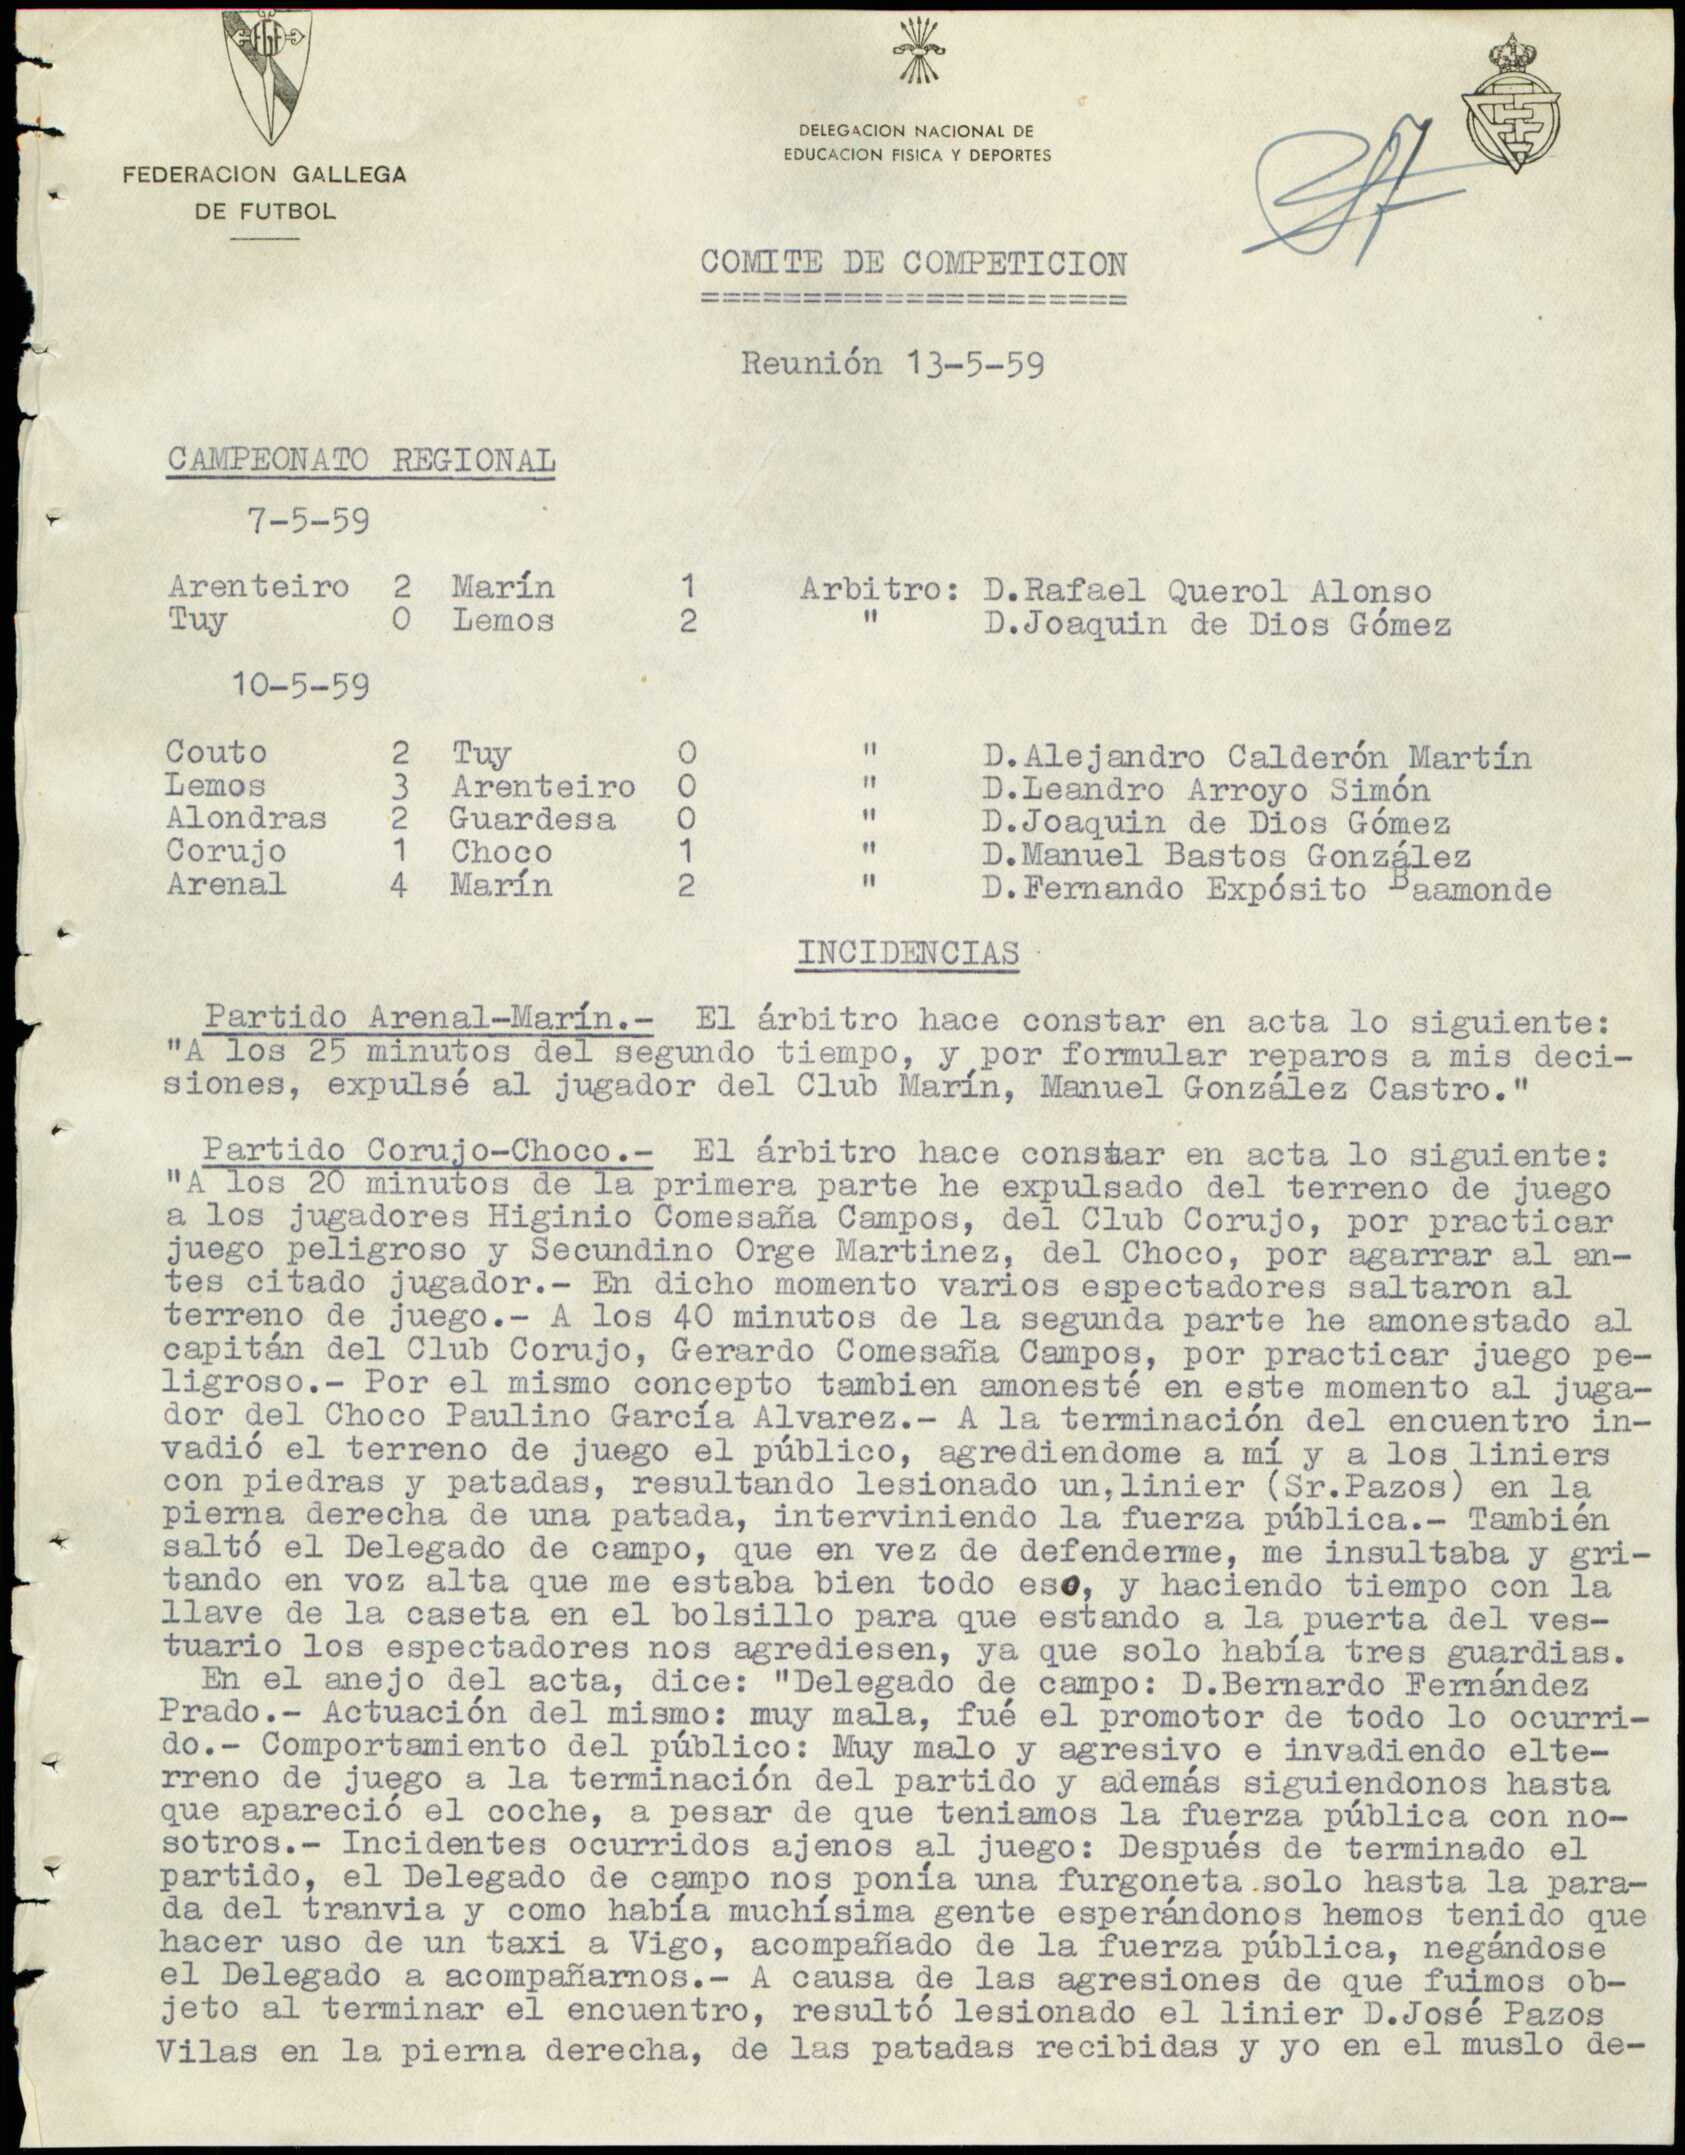 FGF
FEDERACION GALLEGA
DE FUTBOL
DELEGACION NACIONAL DE
EDUCACION FISICA Y DEPORTES
COMITE DE COMPETICION
=====================
Reunión 13-5-59
CAMPEONATO REGIONAL
7-5-59
Arenteiro 2 Marín 1 Arbitro: D.Rafael Querol Alonso
Tuy 0 Lemos 2 " D.Joaquin de Dios Gómez
10-5-59
Couto 2 Tuy 0 " D.Alejandro Calderón Martín
Lemos 3 Arenteiro 0 " D.Leandro Arroyo Simón
Alondras 2 Guardesa 0 " D.Joaquin de Dios Gómez
Corujo 1 Choco 1 " D.Manuel Bastos González
Arenal 4 Marín 2 " D.Fernando Expósito Baamonde
INCIDENCIAS
Partido Arenal-Marín.- El árbitro hace constar en acta lo siguiente:
"A los 25 minutos del segundo tiempo, y por formular reparos a mis deci-
siones, expulsé al jugador del Club Marín, Manuel González Castro."
Partido Corujo-Choco.- El árbitro hace constar en acta lo siguiente:
"A los 20 minutos de la primera parte he expulsado del terreno de juego
a los jugadores Higinio Comesaña Campos, del Club Corujo, por practicar
juego peligroso y Secundino Orge Martinez, del Choco, por agarrar al an-
tes citado jugador.- En dicho momento varios espectadores saltaron al
terreno de juego.- A los 40 minutos de la segunda parte he amonestado al
capitán del Club Corujo, Gerardo Comesaña Campos, por practicar juego pe-
ligroso.- Por el mismo concepto tambien amonesté en este momento al juga-
dor del Choco Paulino García Alvarez.- A la terminación del encuentro in-
vadió el terreno de juego el público, agrediendome a mí y a los liniers
con piedras y patadas, resultando lesionado un,linier (Sr.Pazos) en la
pierna derecha de una patada, interviniendo la fuerza pública.- También
saltó el Delegado de campo, que en vez de defenderme, me insultaba y gri-
tando en voz alta que me estaba bien todo eso, y haciendo tiempo con la
llave de la caseta en el bolsillo para que estando a la puerta del ves-
tuario los espectadores nos agrediesen, ya que solo había tres guardias.
En el anejo del acta, dice: "Delegado de campo: D.Bernardo Fernández
Prado.- Actuación del mismo: muy mala, fué el promotor de todo lo ocurri-
do.- Comportamiento del público: Muy malo y agresivo e invadiendo elte-
rreno de juego a la terminación del partido y además siguiendonos hasta
que apareció el coche, a pesar de que teniamos la fuerza pública con no-
sotros.- Incidentes ocurridos ajenos al juego: Después de terminado el
partido, el Delegado de campo nos ponía una furgoneta solo hasta la para-
da del tranvia y como había muchísima gente esperándonos hemos tenido que
hacer uso de un taxi a Vigo, acompañado de la fuerza pública, negándose
el Delegado a acompañarnos.- A causa de las agresiones de que fuimos ob-
jeto al terminar el encuentro, resultó lesionado el linier D.José Pazos
Vilas en la pierna derecha, de las patadas recibidas y yo en el muslo de-